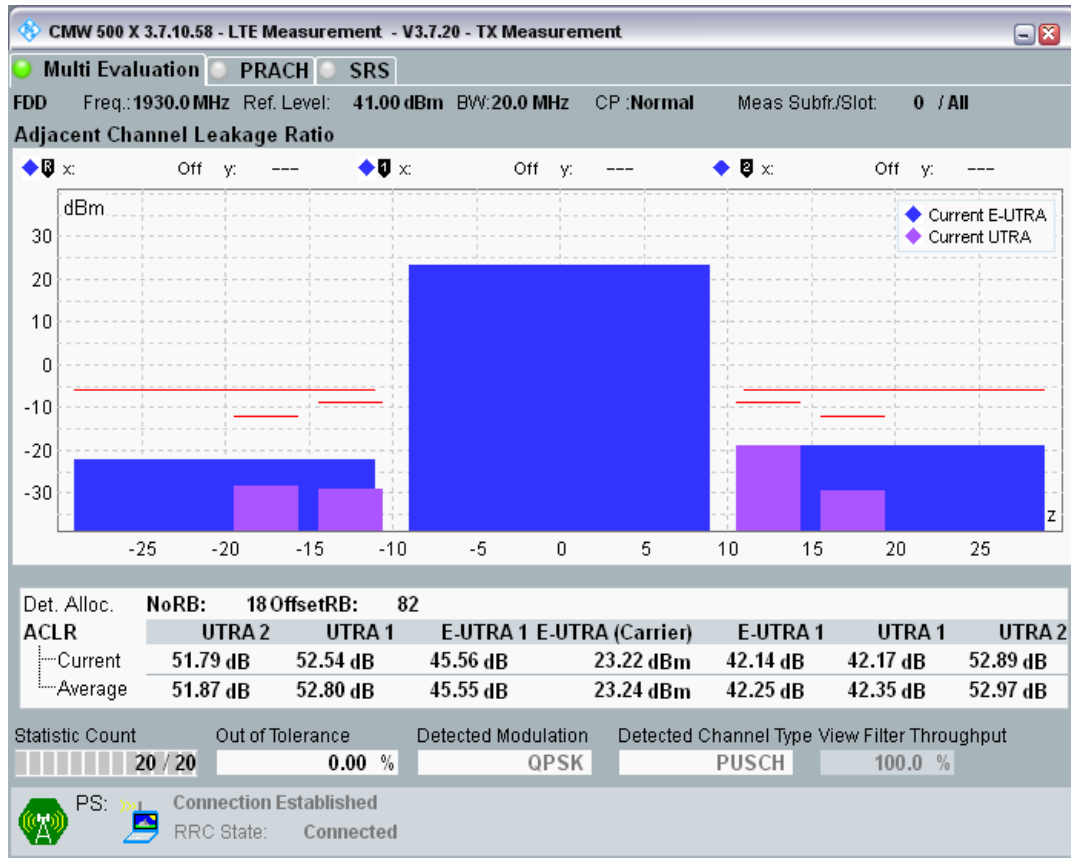 CMW 500 X 3.7.10.58 - LTE Measurement - V3.7.20 - TX Measurement
Multi Evaluation PRACH SRS
FDD Freq.:1930.0 MHz Ref. Level: 41.00 dBm BW:20.0 MHz CP :Normal Meas Subfr./Slot: 0 / All
Adjacent Channel Leakage Ratio
R x: Off y: --- 1 x: Off y: --- 2 x: Off y: ---
dBm
Current E-UTRA
Current UTRA
30
20
10
0
-10
-20
-30
z
-25 -20 -15 -10 -5 0 5 10 15 20 25
Det. Alloc. NoRB: 18 OffsetRB: 82
ACLR UTRA 2 UTRA 1 E-UTRA 1 E-UTRA (Carrier) E-UTRA 1 UTRA 1 UTRA 2
Current 51.79 dB 52.54 dB 45.56 dB 23.22 dBm 42.14 dB 42.17 dB 52.89 dB
Average 51.87 dB 52.80 dB 45.55 dB 23.24 dBm 42.25 dB 42.35 dB 52.97 dB
Statistic Count Out of Tolerance Detected Modulation Detected Channel Type View Filter Throughput
20 / 20 0.00 % QPSK PUSCH 100.0 %
PS: Connection Established
RRC State: Connected